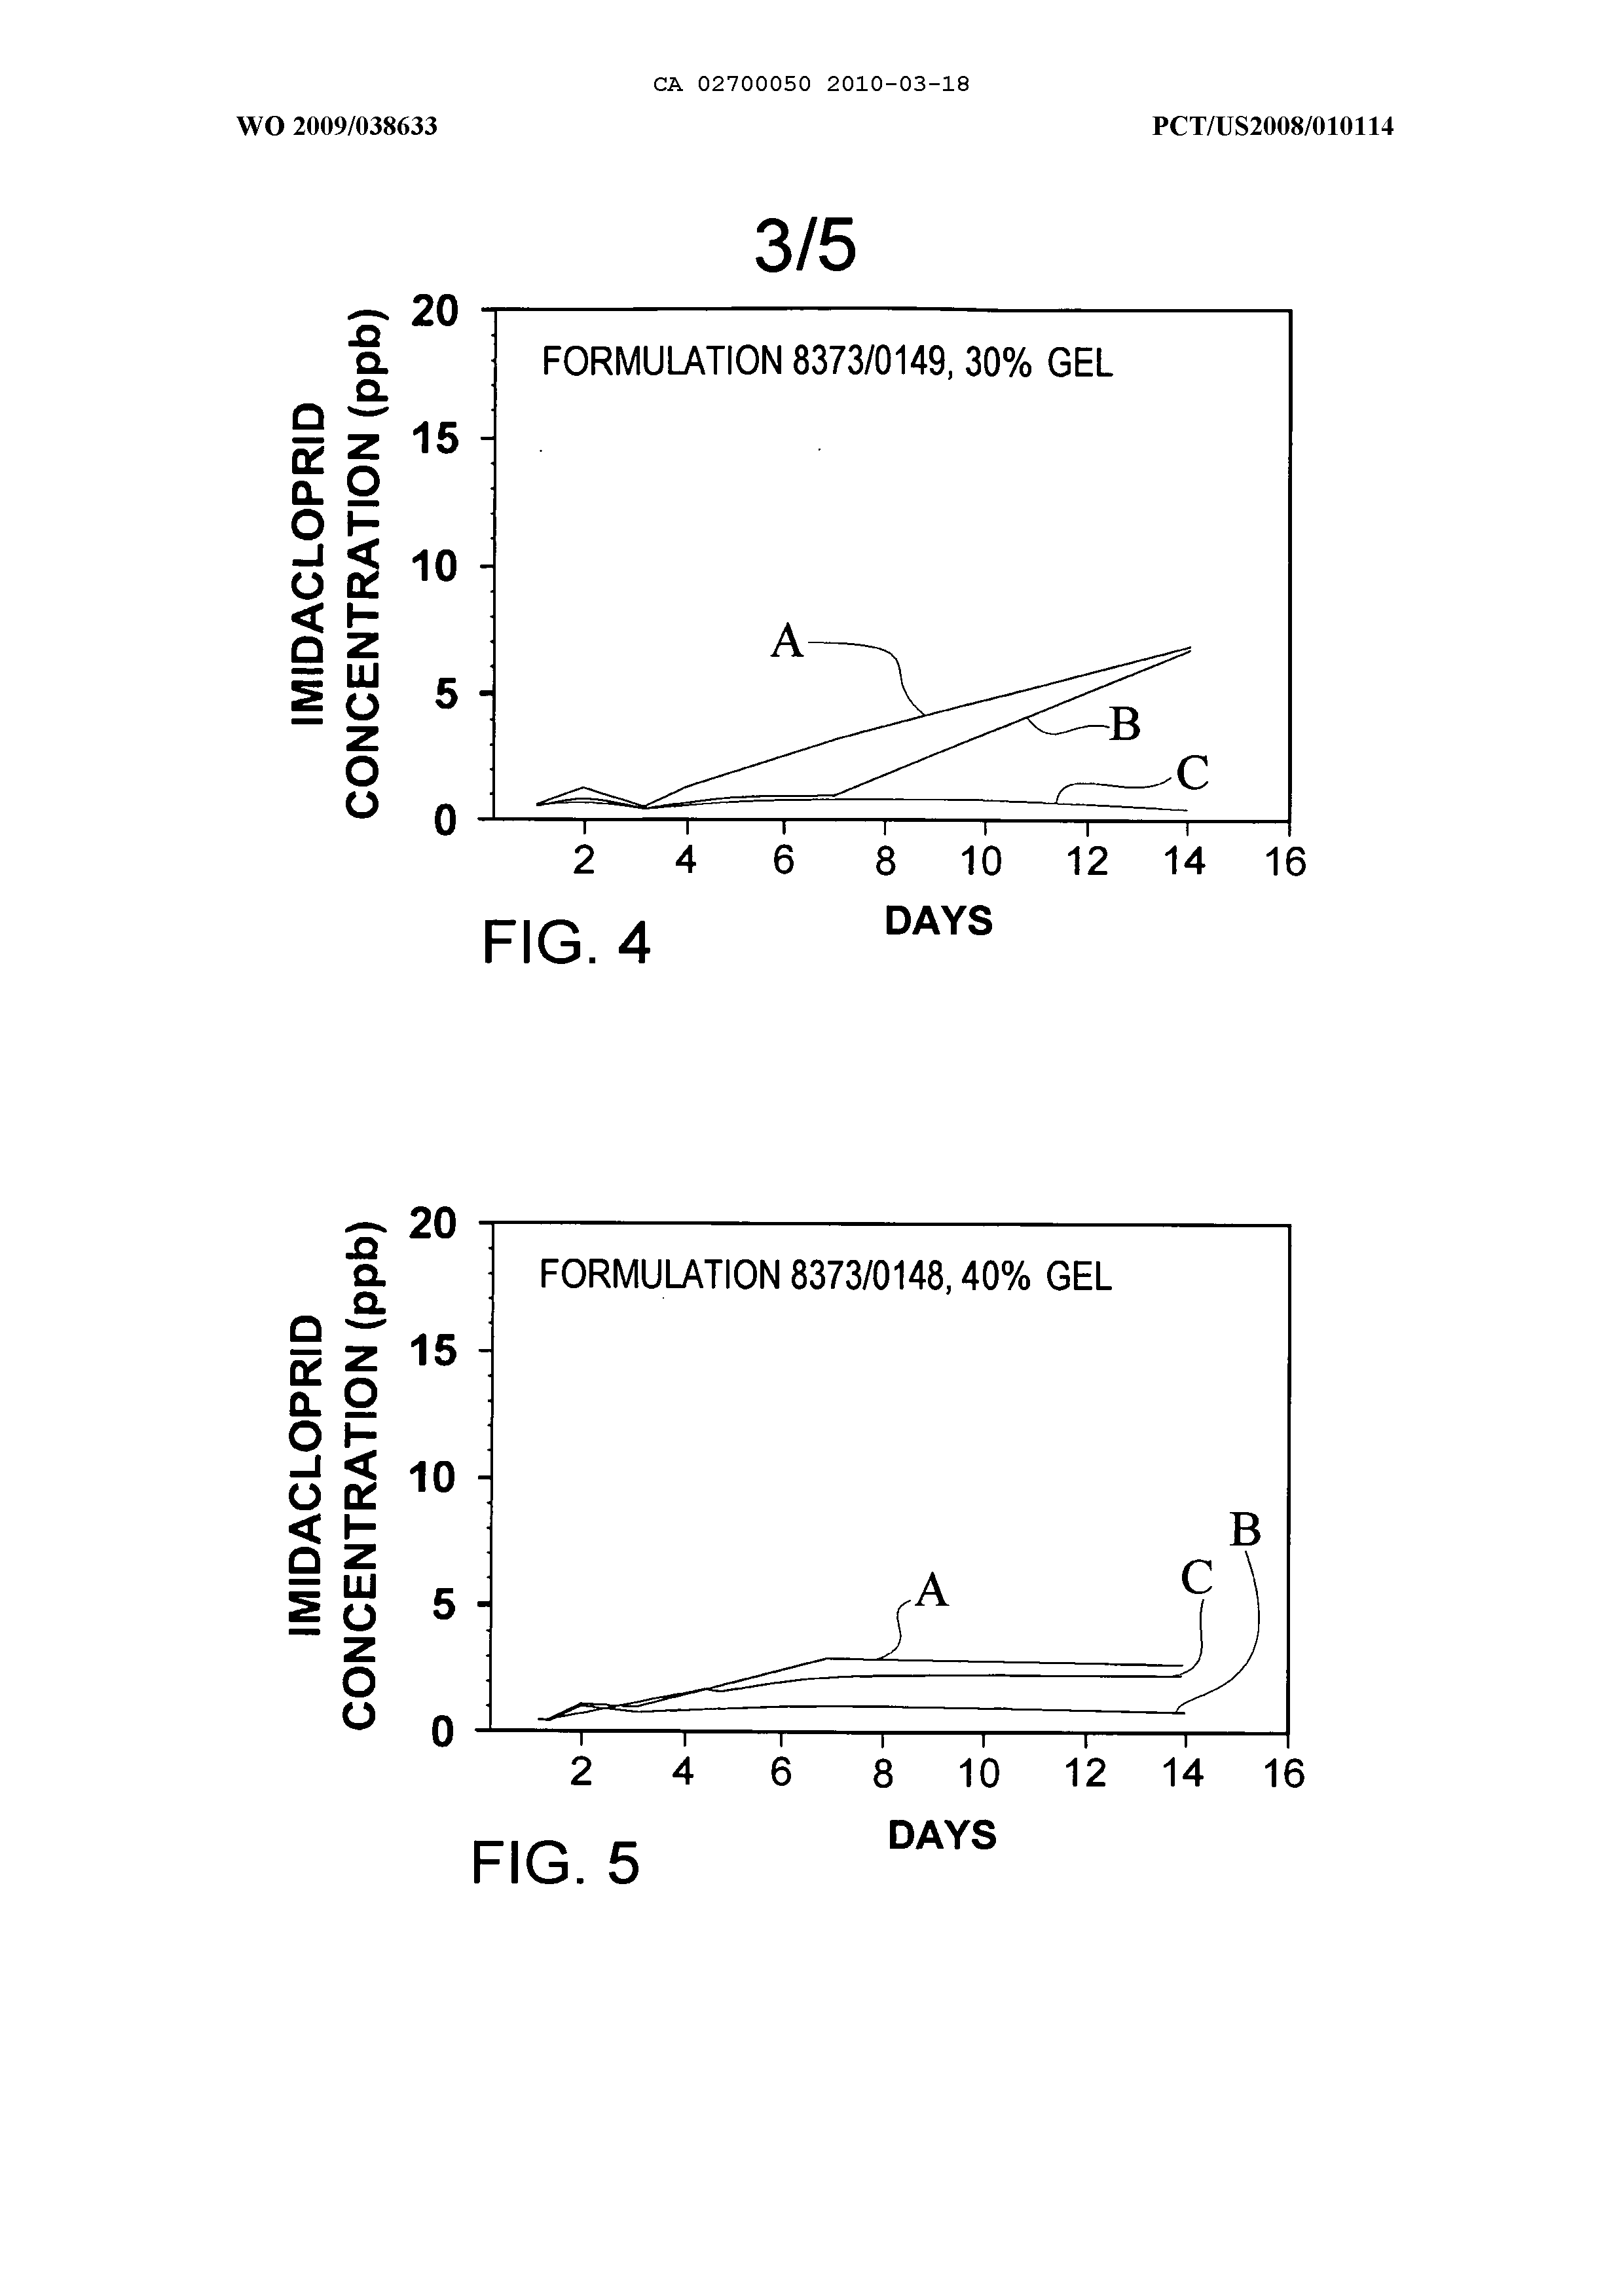 CA 02700050 2010-03-18
WO 2009/038633 PCT/US2008/010114
3/5
IMIDACLOPRID
CONCENTRATION (ppb)
20
15
10
5
0
FORMULATION 8373/0149, 30% GEL
A
B
C
2 4 6 8 10 12 14 16
DAYS
FIG. 4
IMIDACLOPRID
CONCENTRATION (ppb)
20
15
10
5
0
FORMULATION 8373/0148, 40% GEL
B
C
A
2 4 6 8 10 12 14 16
DAYS
FIG. 5